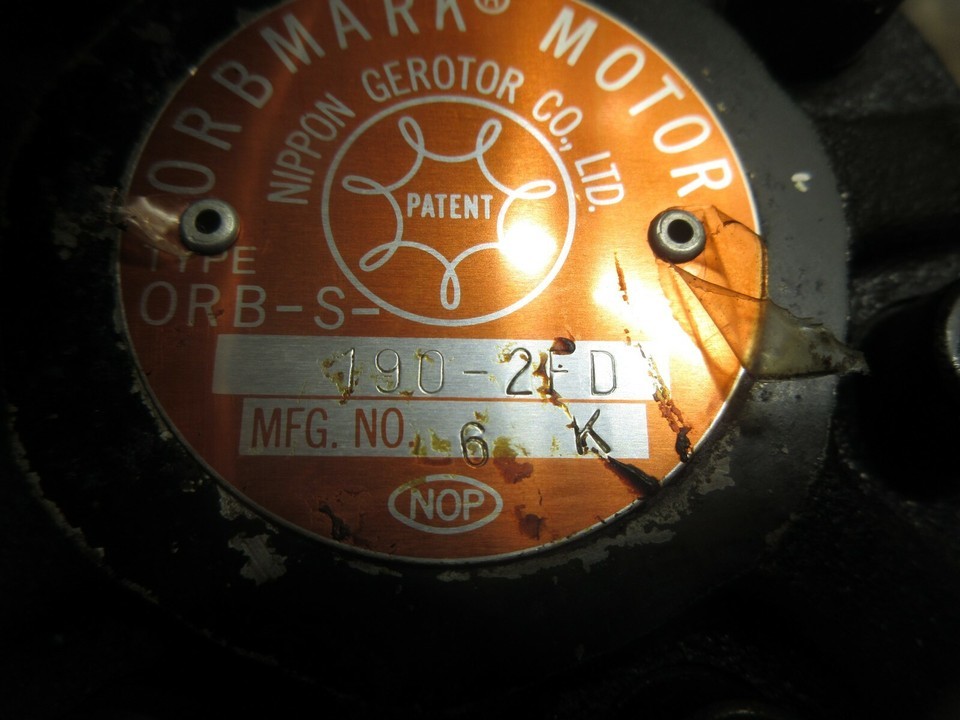 ORBMARK® MOTOR
NIPPON GEROTOR CO., LTD.
PATENT
TYPE
ORB-S-
190-2FD
MFG. NO. 6 K
NOP